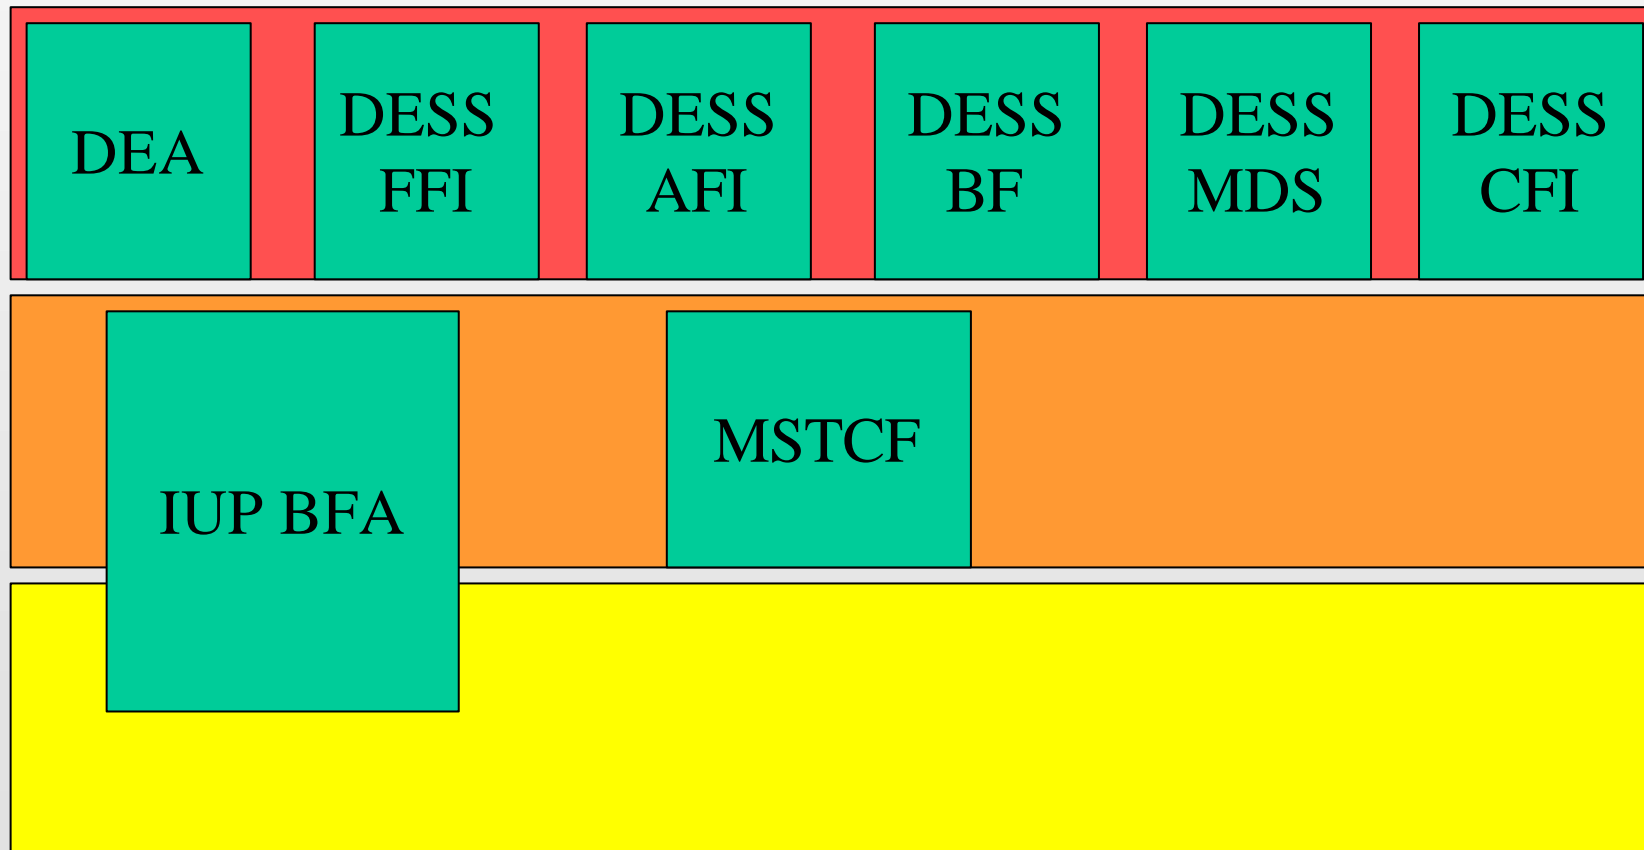 DEA
DESS
FFI
DESS
AFI
DESS
BF
DESS
MDS
DESS
CFI
IUP BFA
MSTCF